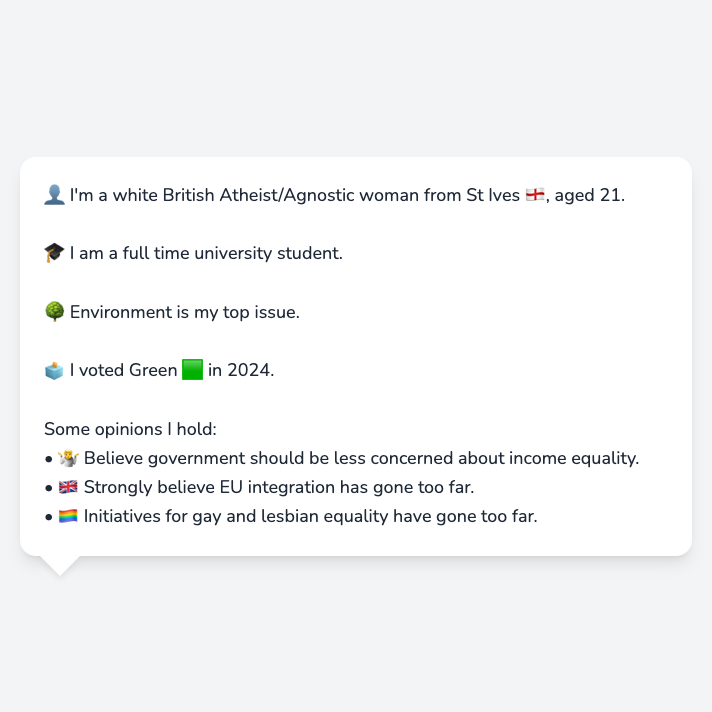 👤 I'm a white British Atheist/Agnostic woman from St Ives 🏴󠁧󠁢󠁥󠁮󠁧󠁿, aged 21.
🎓 I am a full time university student.
🌳 Environment is my top issue.
🗳️ I voted Green 🟩 in 2024.
Some opinions I hold:
• 🤷 Believe government should be less concerned about income equality.
• 🇬🇧 Strongly believe EU integration has gone too far.
• 🏳️‍🌈 Initiatives for gay and lesbian equality have gone too far.